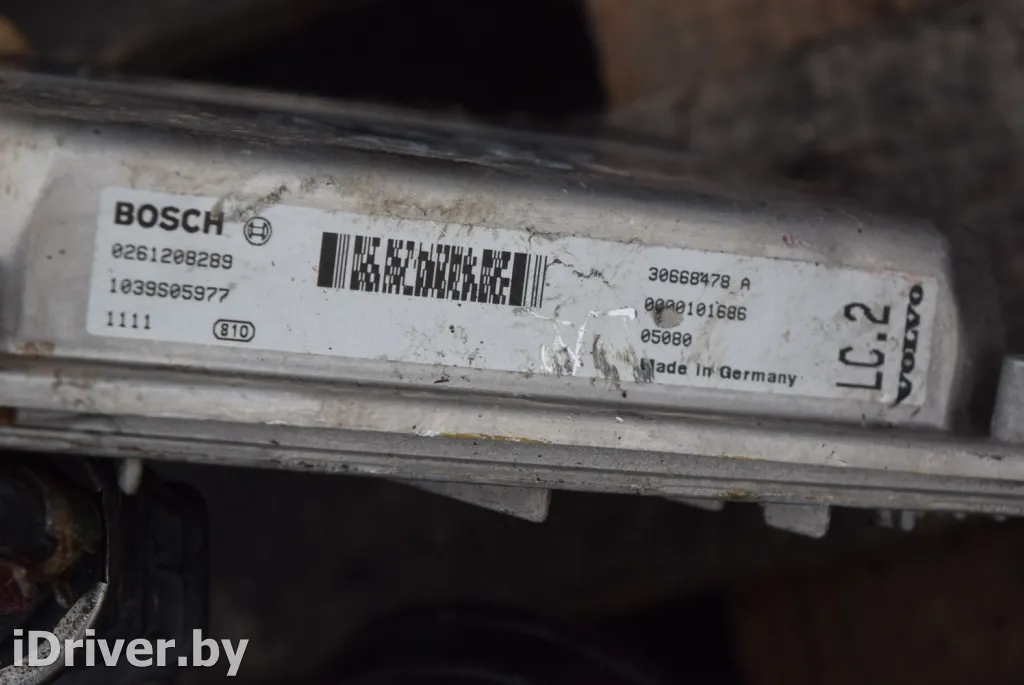 BOSCH
0261208289
1039S05977
1111 810
30668478 A
0000101686
05080
Made in Germany
LC.2
VOLVO
iDriver.by